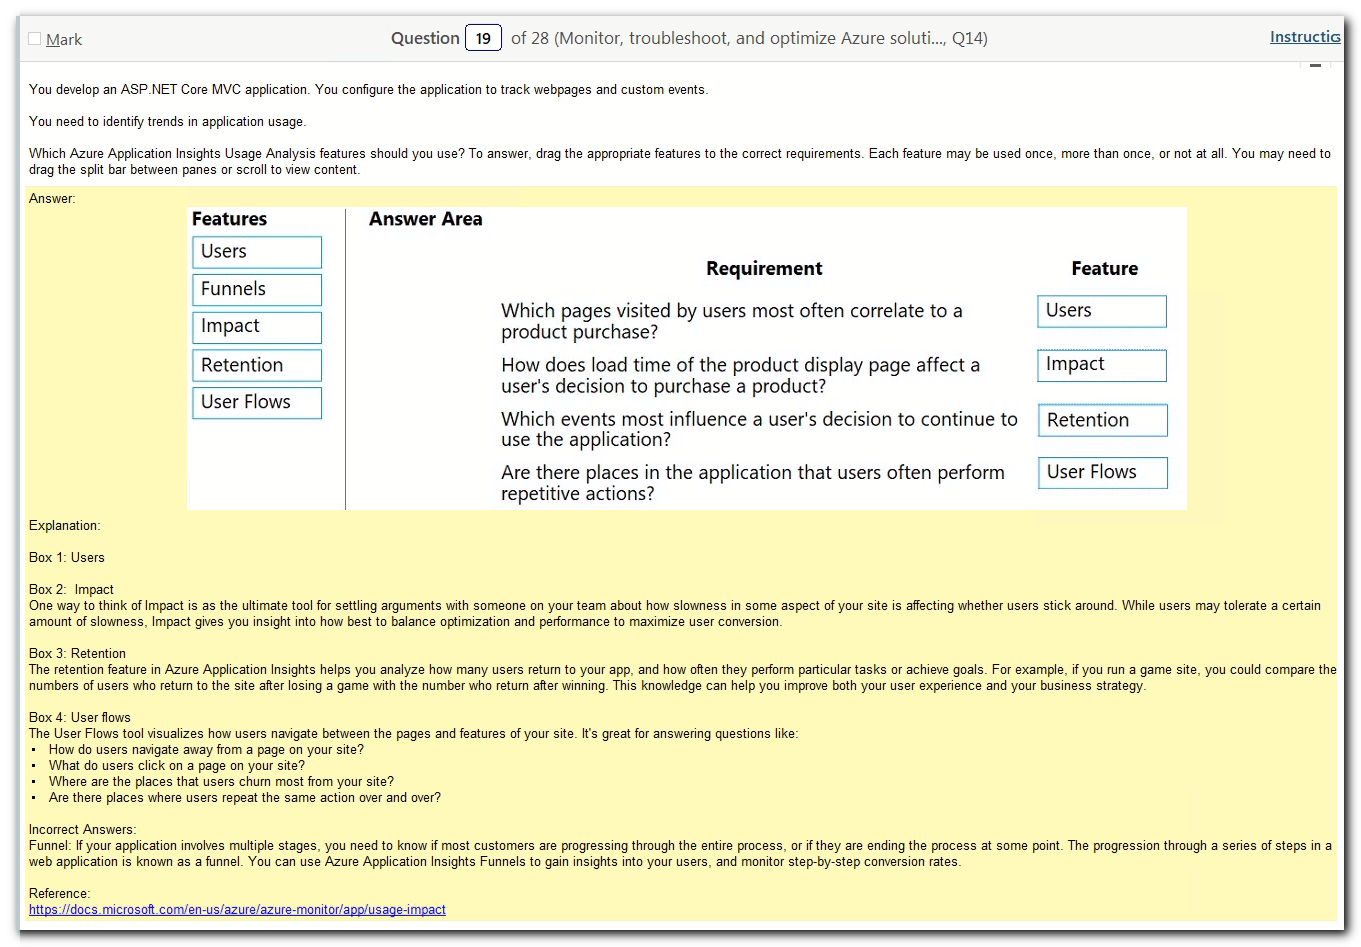 Mark
Question 19 of 28 (Monitor, troubleshoot, and optimize Azure soluti..., Q14)
You develop an ASP.NET Core MVC application. You configure the application to track webpages and custom events.
You need to identify trends in application usage.
Which Azure Application Insights Usage Analysis features should you use? To answer, drag the appropriate features to the correct requirements. Each feature may be used once, more than once, or not at all. You may need to
drag the split bar between panes or scroll to view content.
Answer:
Features
Users
Funnels
Impact
Retention
User Flows
Answer Area
Requirement
Feature
Which pages visited by users most often correlate to a
product purchase?
Users
How does load time of the product display page affect a
user's decision to purchase a product?
Impact
Which events most influence a user's decision to continue to
use the application?
Retention
Are there places in the application that users often perform
repetitive actions?
User Flows
Explanation:
Box 1: Users
Box 2: Impact
One way to think of Impact is as the ultimate tool for settling arguments with someone on your team about how slowness in some aspect of your site is affecting whether users stick around. While users may tolerate a certain
amount of slowness, Impact gives you insight into how best to balance optimization and performance to maximize user conversion.
Box 3: Retention
The retention feature in Azure Application Insights helps you analyze how many users return to your app, and how often they perform particular tasks or achieve goals. For example, if you run a game site, you could compare the
numbers of users who return to the site after losing a game with the number who return after winning. This knowledge can help you improve both your user experience and your business strategy.
Box 4: User flows
The User Flows tool visualizes how users navigate between the pages and features of your site. It's great for answering questions like:
• How do users navigate away from a page on your site?
• What do users click on a page on your site?
• Where are the places that users churn most from your site?
• Are there places where users repeat the same action over and over?
Incorrect Answers:
Funnel: If your application involves multiple stages, you need to know if most customers are progressing through the entire process, or if they are ending the process at some point. The progression through a series of steps in a
web application is known as a funnel. You can use Azure Application Insights Funnels to gain insights into your users, and monitor step-by-step conversion rates.
Reference:
https://docs.microsoft.com/en-us/azure/azure-monitor/app/usage-impact